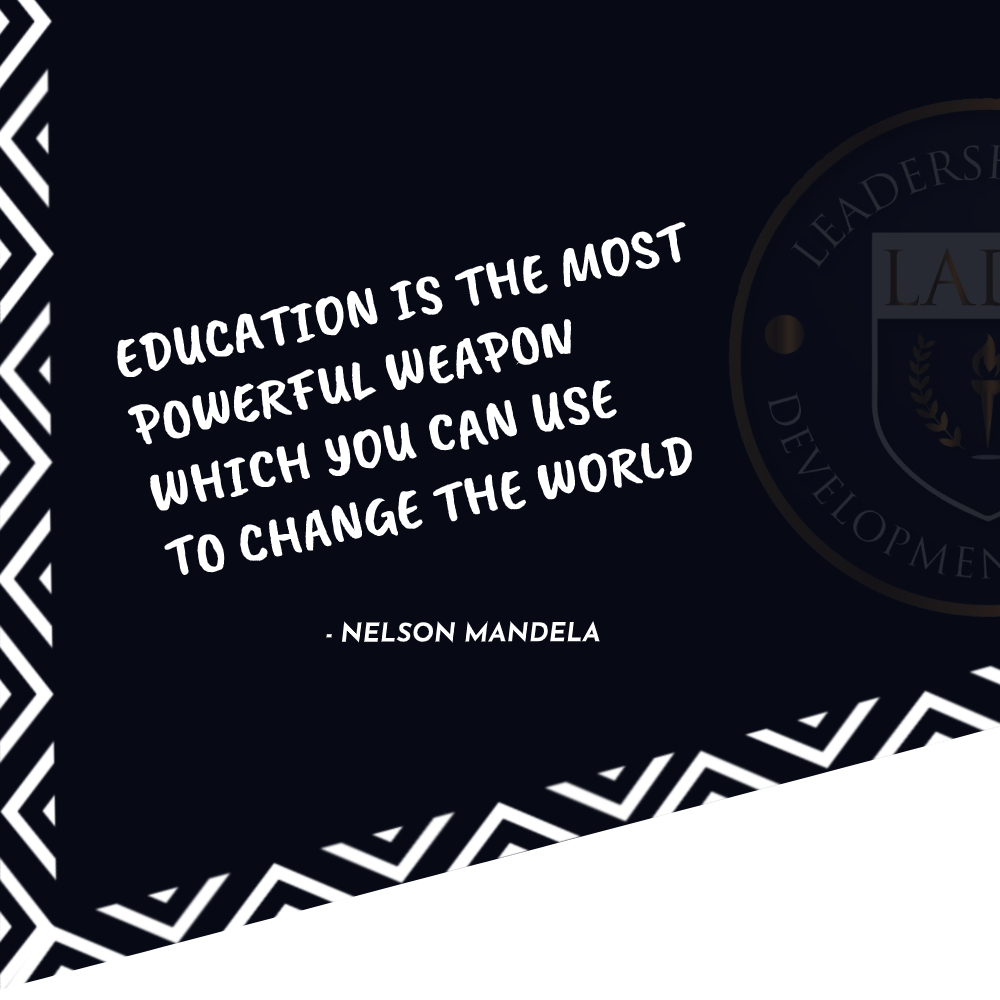 EDUCATION IS THE MOST
POWERFUL WEAPON
WHICH YOU CAN USE
TO CHANGE THE WORLD
- NELSON MANDELA